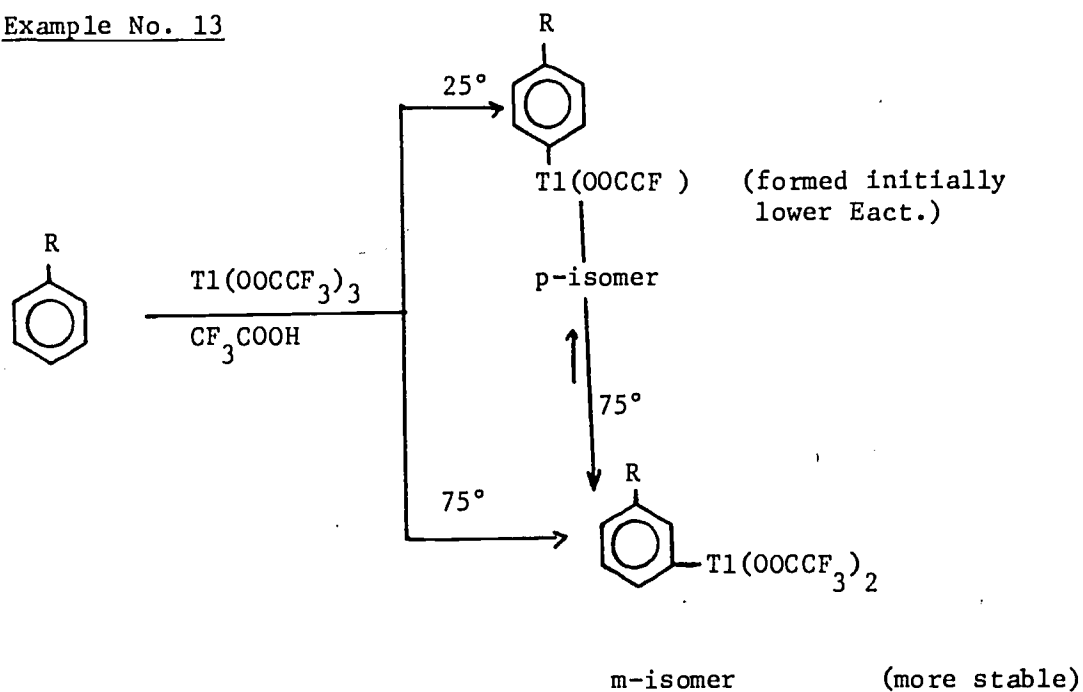 Example No. 13
R
25°
Tl(OOCCF ) (formed initially
lower Eact.)
R
Tl(OOCCF3)3
CF3COOH
p-isomer
75°
R
75°
Tl(OOCCF3)2
m-isomer (more stable)